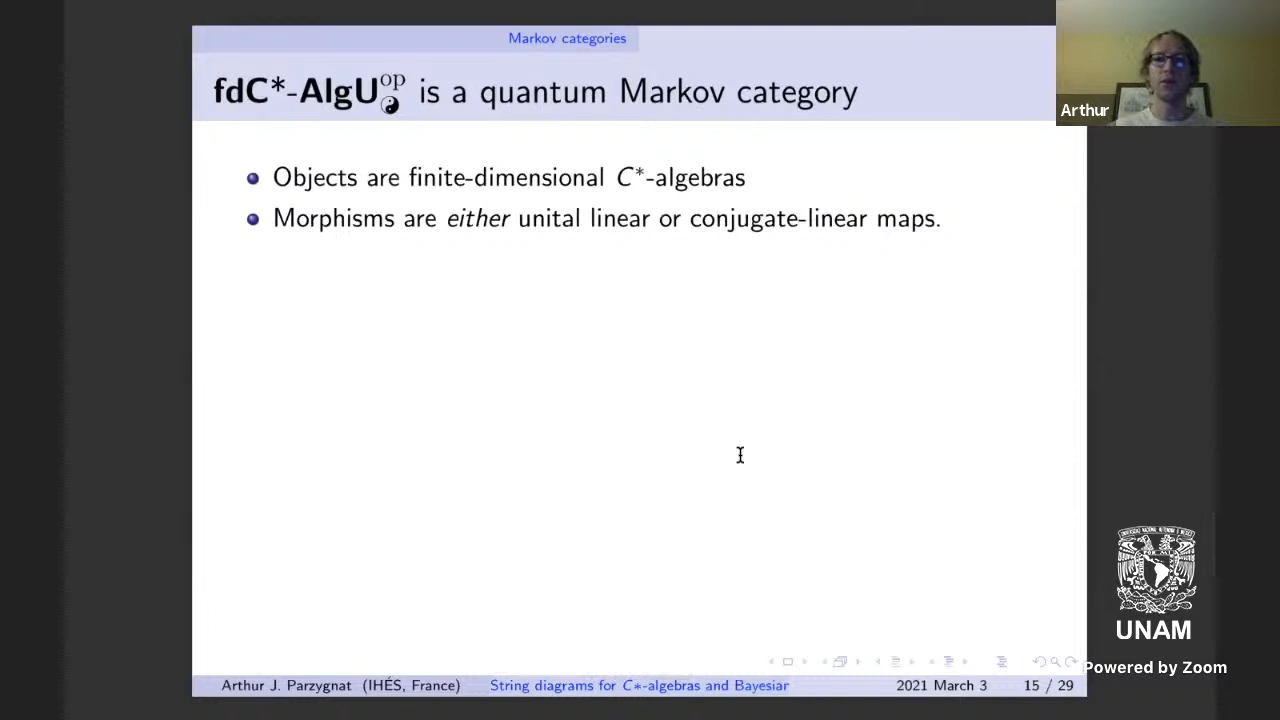 Markov categories
fdC*-AlgU^op_☯ is a quantum Markov category
Arthur
Objects are finite-dimensional C*-algebras
Morphisms are either unital linear or conjugate-linear maps.
UNAM
Powered by Zoom
Arthur J. Parzygnat (IHÉS, France) String diagrams for C*-algebras and Bayesiar 2021 March 3 15 / 29